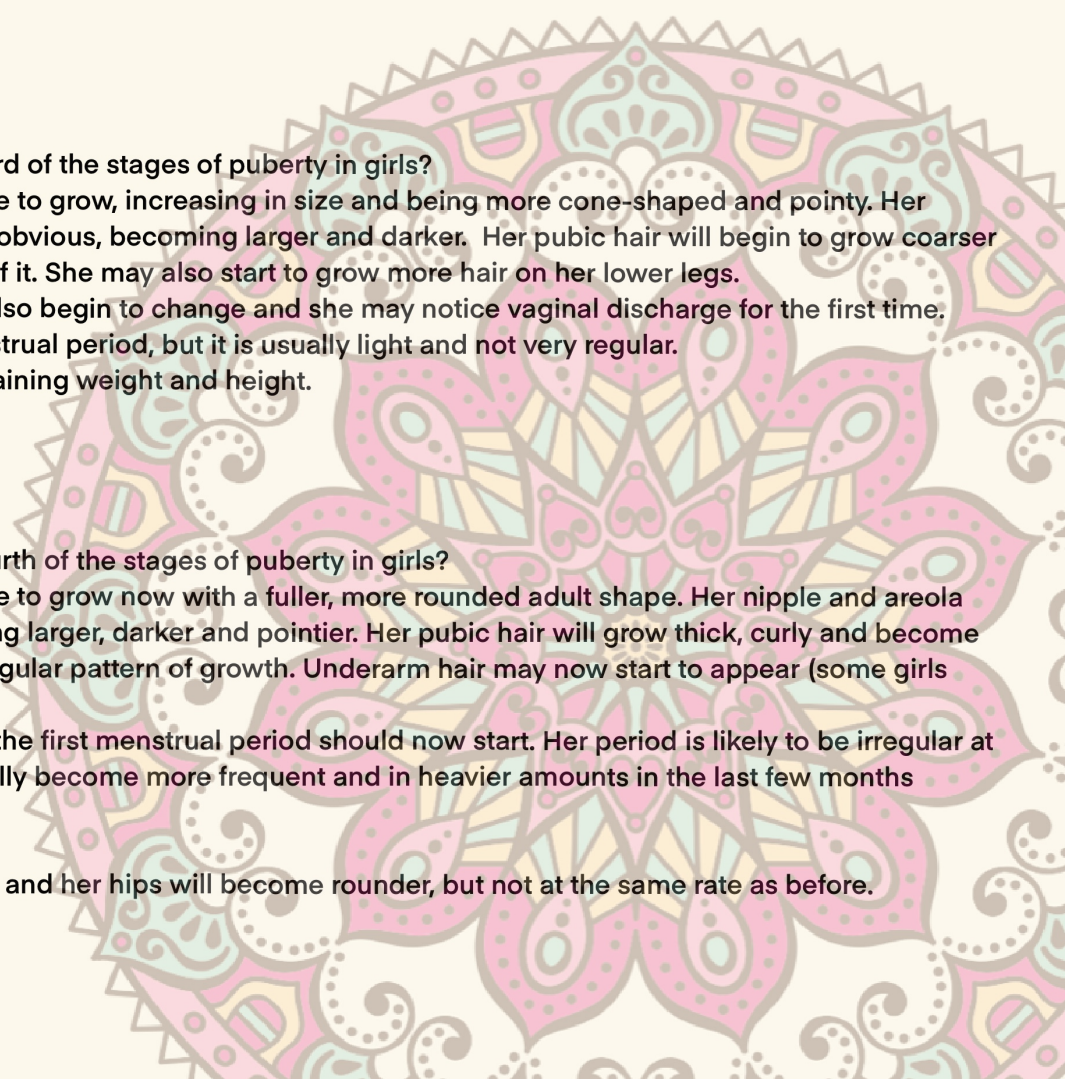 rd of the stages of puberty in girls?
e to grow, increasing in size and being more cone-shaped and pointy. Her
obvious, becoming larger and darker.  Her pubic hair will begin to grow coarser
f it. She may also start to grow more hair on her lower legs.
lso begin to change and she may notice vaginal discharge for the first time.
strual period, but it is usually light and not very regular.
aining weight and height.
rth of the stages of puberty in girls?
e to grow now with a fuller, more rounded adult shape. Her nipple and areola
ng larger, darker and pointier. Her pubic hair will grow thick, curly and become
gular pattern of growth. Underarm hair may now start to appear (some girls
the first menstrual period should now start. Her period is likely to be irregular at
lly become more frequent and in heavier amounts in the last few months
and her hips will become rounder, but not at the same rate as before.